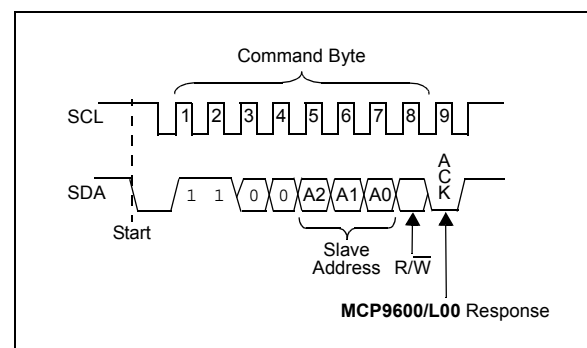 Command Byte
SCL 1 2 3 4 5 6 7 8 9
SDA 1 1 0 0 A2 A1 A0 ACK
Start
Slave
Address
R/W̅
MCP9600/L00 Response